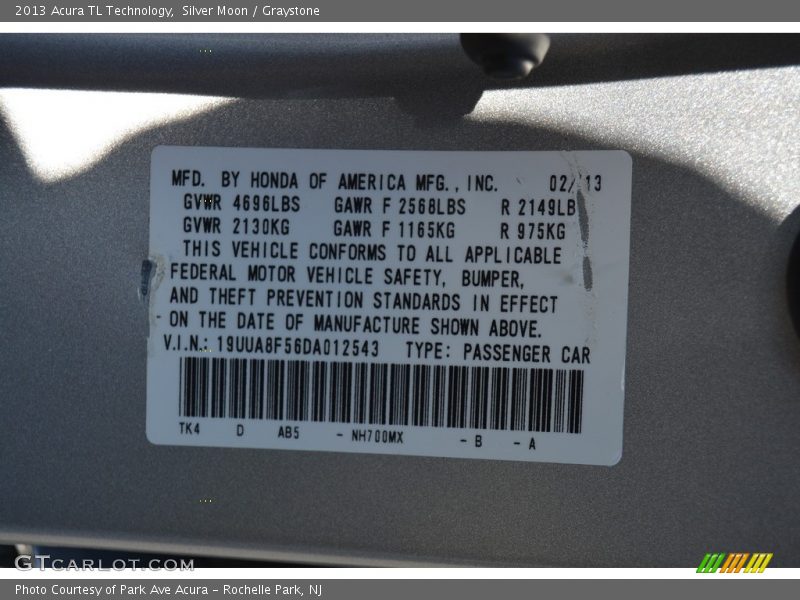 2013 Acura TL Technology, Silver Moon / Graystone
MFD. BY HONDA OF AMERICA MFG., INC. 02/13
GVWR 4696LBS GAWR F 2568LBS R 2149LB
GVWR 2130KG GAWR F 1165KG R 975KG
THIS VEHICLE CONFORMS TO ALL APPLICABLE
FEDERAL MOTOR VEHICLE SAFETY, BUMPER,
AND THEFT PREVENTION STANDARDS IN EFFECT
ON THE DATE OF MANUFACTURE SHOWN ABOVE.
V.I.N.: 19UUA8F56DA012543 TYPE: PASSENGER CAR
TK4 D AB5 - NH700MX - B - A
GTCARLOT.COM
Photo Courtesy of Park Ave Acura - Rochelle Park, NJ